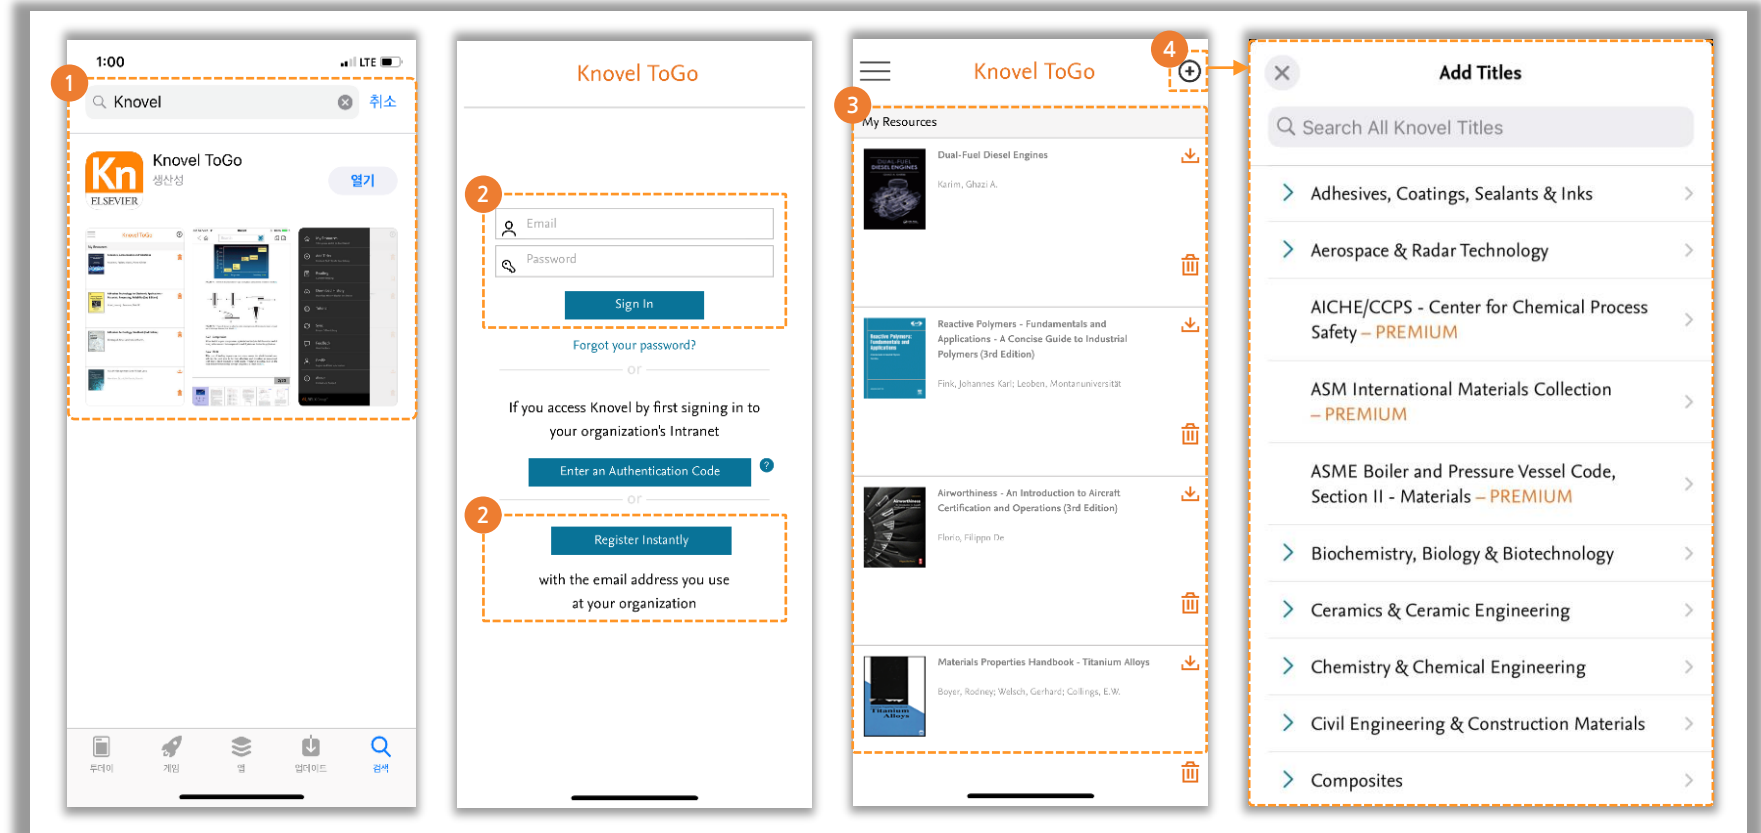 1:00
LTE
1
Knovel
취소
Kn
ELSEVIER
Knovel ToGo
생산성
열기
투데이
게임
앱
업데이트
검색
Knovel ToGo
2
Email
Password
Sign In
Forgot your password?
or
If you access Knovel by first signing in to
your organization's Intranet
Enter an Authentication Code
?
or
2
Register Instantly
with the email address you use
at your organization
4
Knovel ToGo
3
My Resources
Dual-Fuel Diesel Engines
Karim, Ghazi A.
Reactive Polymers - Fundamentals and
Applications - A Concise Guide to Industrial
Polymers (3rd Edition)
Fink, Johannes Karl; Leoben, Montanuniversität
Airworthiness - An Introduction to Aircraft
Certification and Operations (3rd Edition)
Florio, Filippo De
Materials Properties Handbook - Titanium Alloys
Boyer, Rodney; Welsch, Gerhard; Collings, E.W.
Titanium
Alloys
Add Titles
Search All Knovel Titles
Adhesives, Coatings, Sealants & Inks
Aerospace & Radar Technology
AICHE/CCPS - Center for Chemical Process
Safety – PREMIUM
ASM International Materials Collection
– PREMIUM
ASME Boiler and Pressure Vessel Code,
Section II - Materials – PREMIUM
Biochemistry, Biology & Biotechnology
Ceramics & Ceramic Engineering
Chemistry & Chemical Engineering
Civil Engineering & Construction Materials
Composites